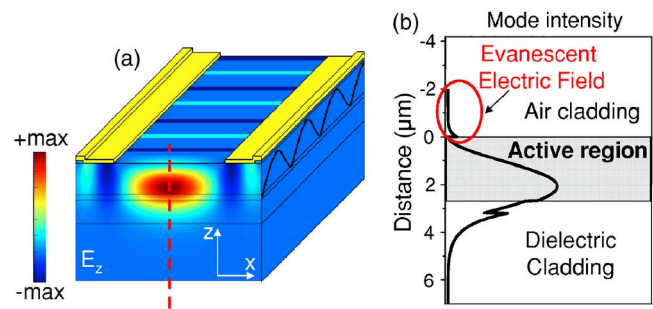 (a)
+max
-max
E_z
z
x
(b)
Mode intensity
Evanescent
Electric Field
Air cladding
Active region
Dielectric
Cladding
Distance (µm)
-4
-2
0
2
4
6